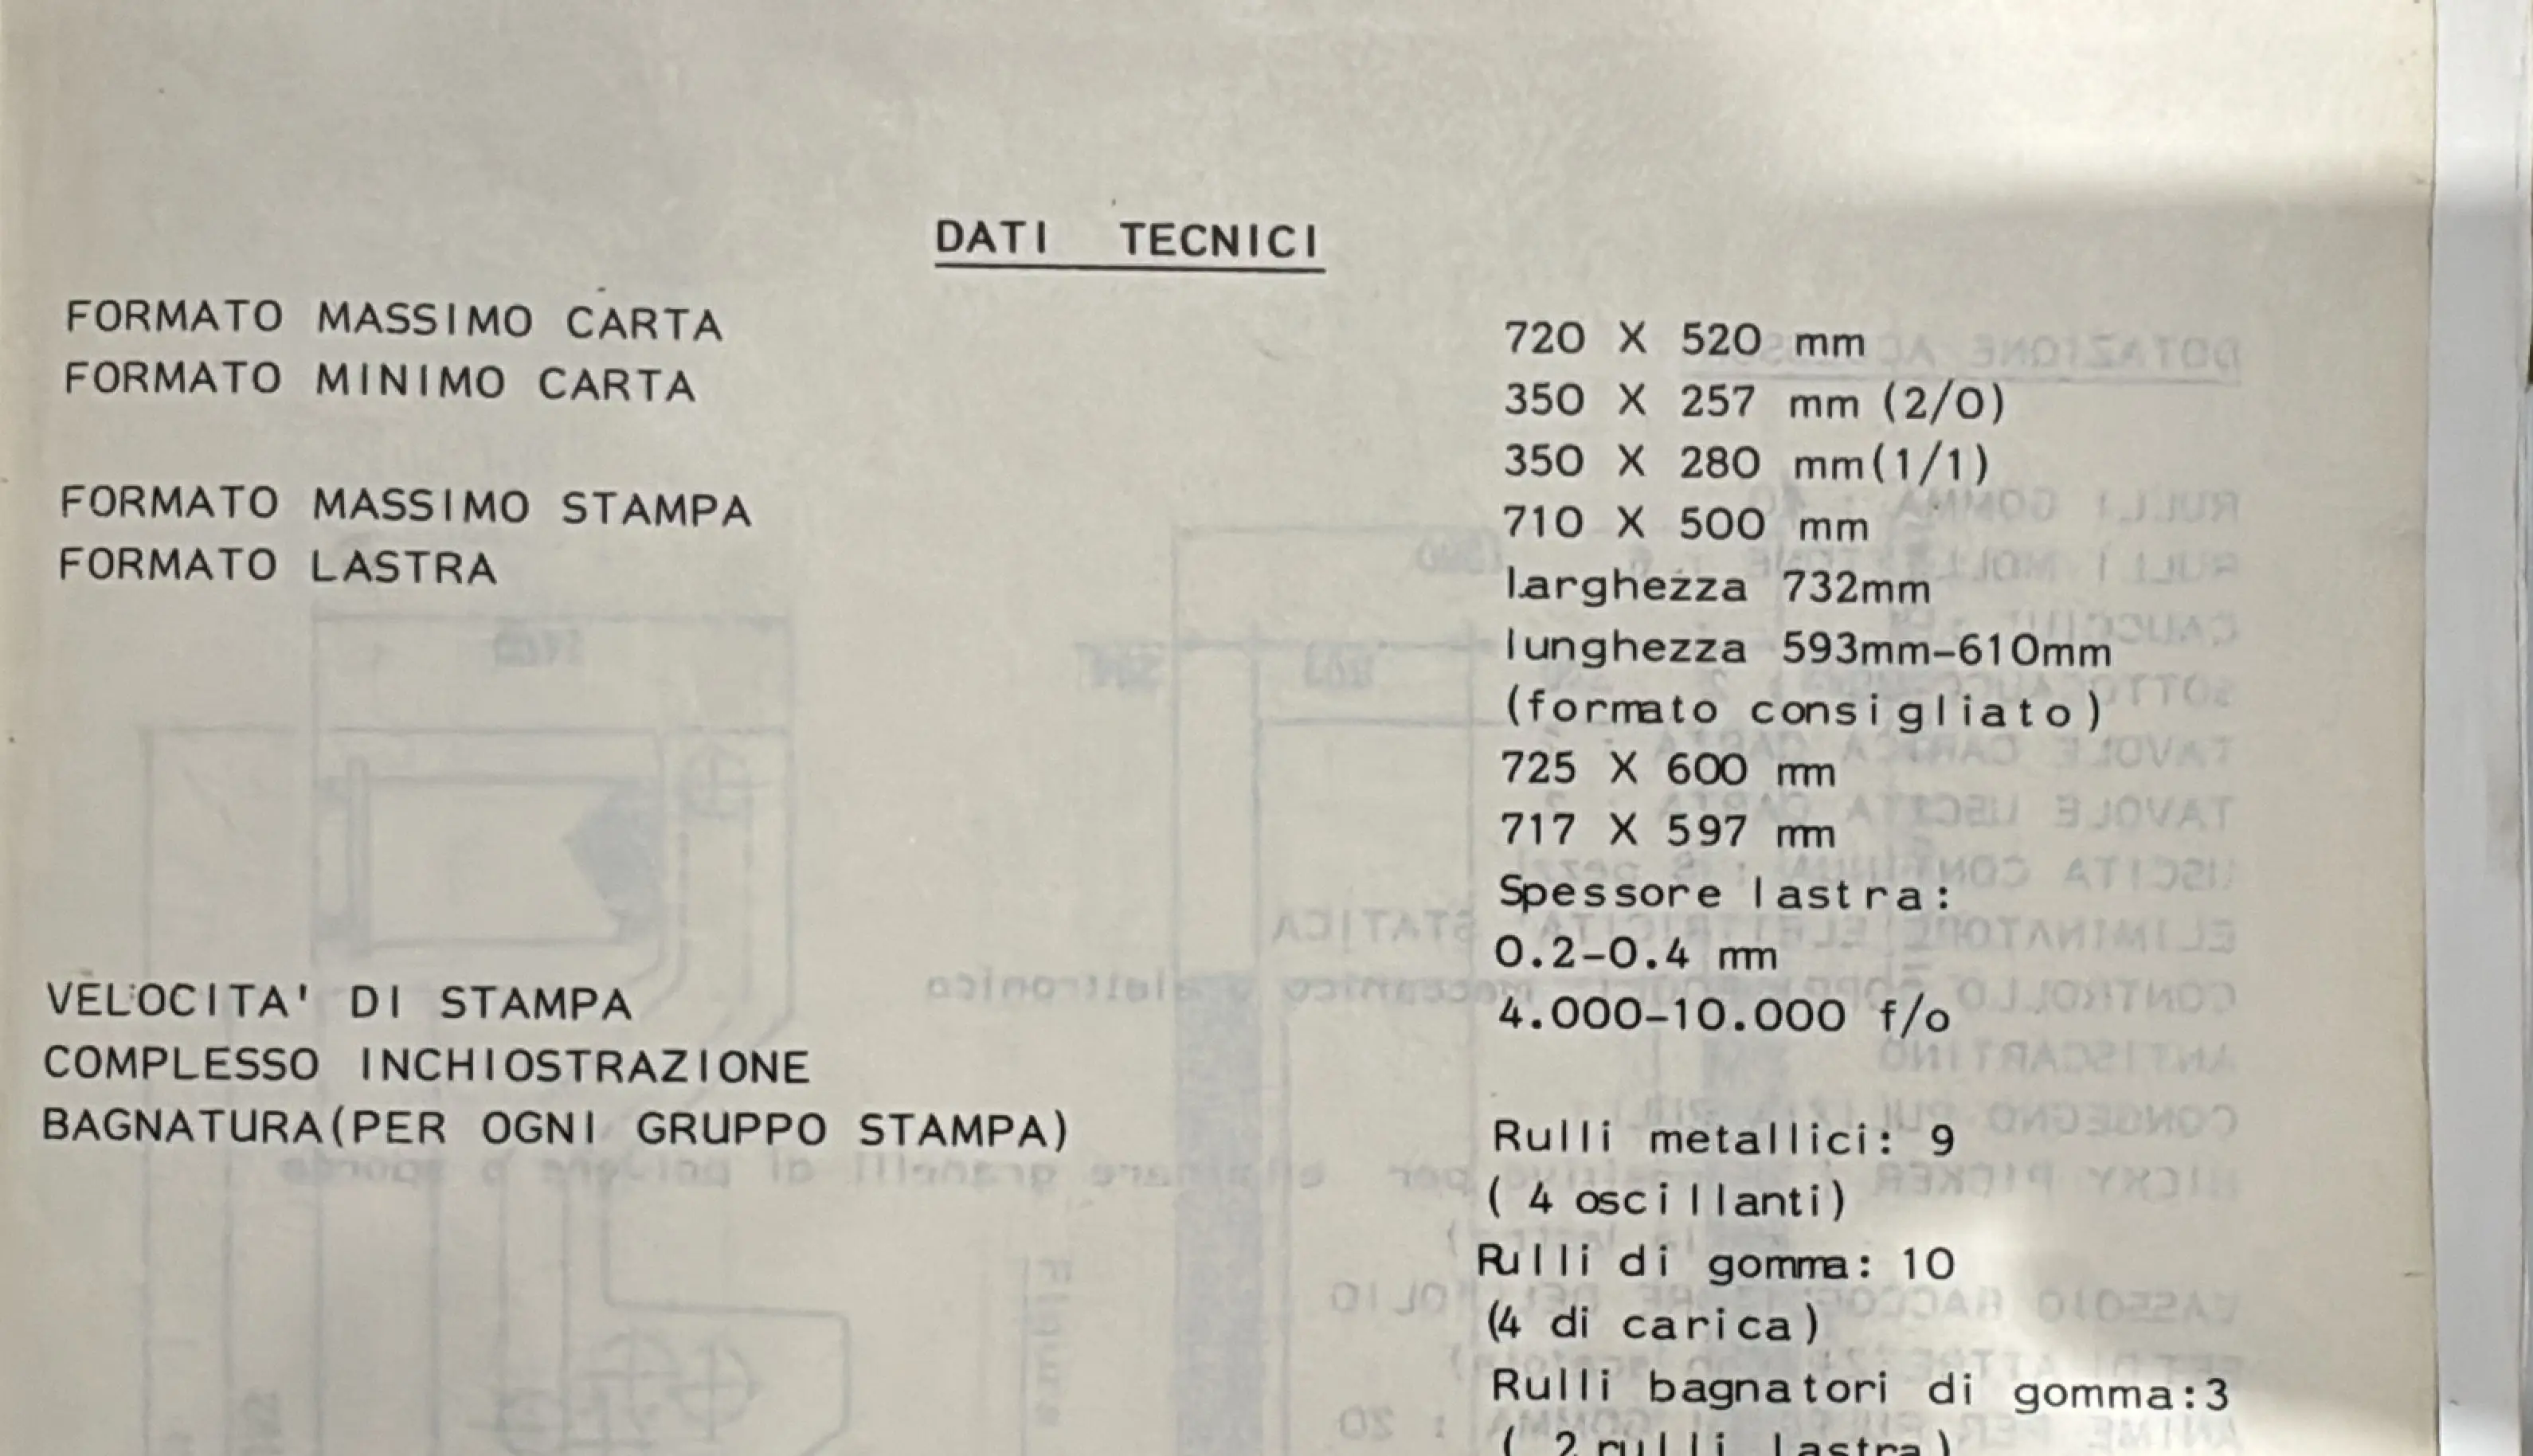 DATI TECNICI
FORMATO MASSIMO CARTA 720 X 520 mm
FORMATO MINIMO CARTA 350 X 257 mm (2/0)
350 X 280 mm(1/1)
FORMATO MASSIMO STAMPA 710 X 500 mm
FORMATO LASTRA larghezza 732mm
lunghezza 593mm-610mm
(formato consigliato)
725 X 600 mm
717 X 597 mm
Spessore lastra:
0.2-0.4 mm
VELOCITA' DI STAMPA 4.000-10.000 f/o
COMPLESSO INCHIOSTRAZIONE
BAGNATURA(PER OGNI GRUPPO STAMPA) Rulli metallici: 9
( 4 oscillanti)
Rulli di gomma: 10
(4 di carica)
Rulli bagnatori di gomma:3
( 2 rulli lastra)